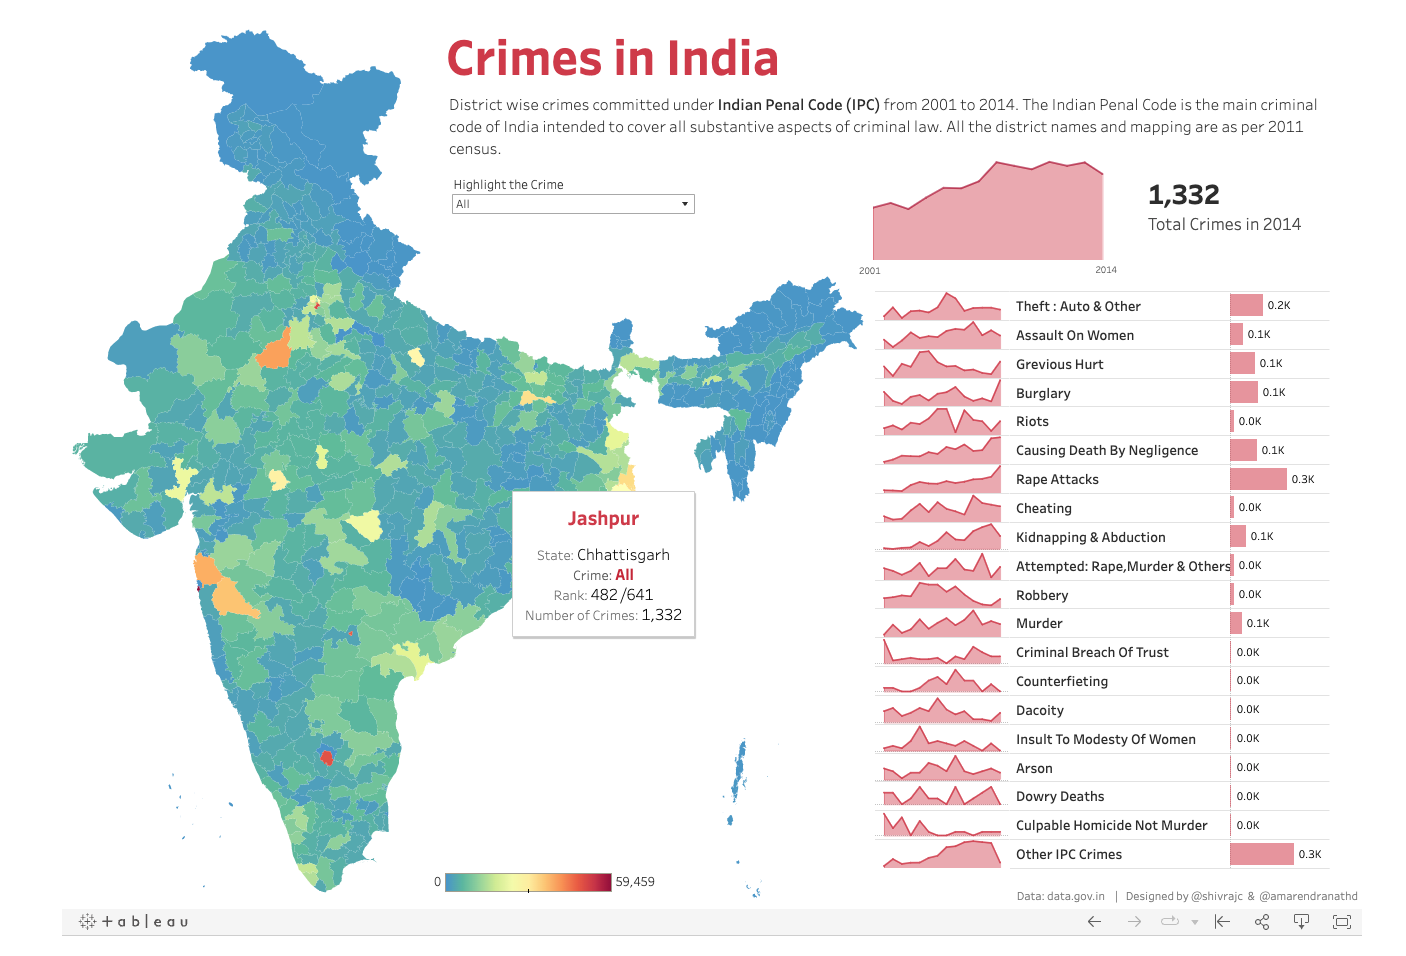 Crimes in India
District wise crimes committed under Indian Penal Code (IPC) from 2001 to 2014. The Indian Penal Code is the main criminal
code of India intended to cover all substantive aspects of criminal law. All the district names and mapping are as per 2011
census.
Highlight the Crime
All
1,332
Total Crimes in 2014
2001
2014
Theft : Auto & Other 0.2K
Assault On Women 0.1K
Grevious Hurt 0.1K
Burglary 0.1K
Riots 0.0K
Causing Death By Negligence 0.1K
Rape Attacks 0.3K
Cheating 0.0K
Kidnapping & Abduction 0.1K
Attempted: Rape,Murder & Others 0.0K
Robbery 0.0K
Murder 0.1K
Criminal Breach Of Trust 0.0K
Counterfieting 0.0K
Dacoity 0.0K
Insult To Modesty Of Women 0.0K
Arson 0.0K
Dowry Deaths 0.0K
Culpable Homicide Not Murder 0.0K
Other IPC Crimes 0.3K
Jashpur
State: Chhattisgarh
Crime: All
Rank: 482/641
Number of Crimes: 1,332
0 59,459
Data: data.gov.in | Designed by @shivrajc & @amarendranathd
+ableau